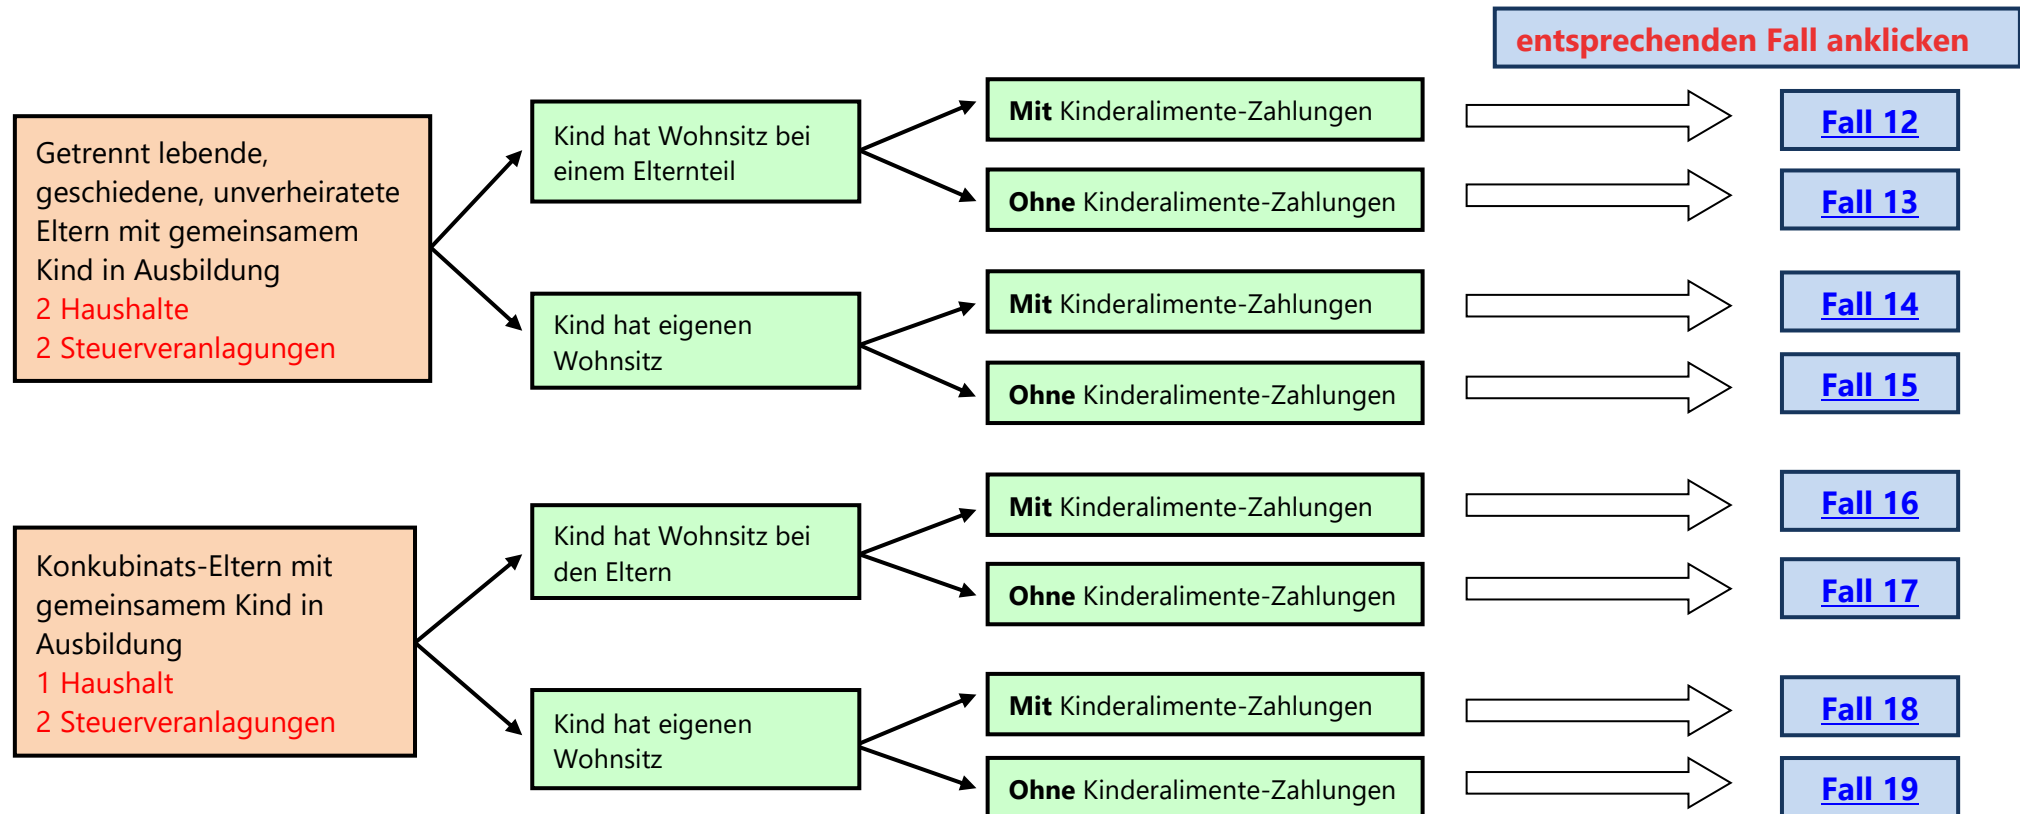 entsprechenden Fall anklicken
Getrennt lebende,
geschiedene, unverheiratete
Eltern mit gemeinsamem
Kind in Ausbildung
2 Haushalte
2 Steuerveranlagungen
Kind hat Wohnsitz bei
einem Elternteil
Mit Kinderalimente-Zahlungen
Fall 12
Ohne Kinderalimente-Zahlungen
Fall 13
Kind hat eigenen
Wohnsitz
Mit Kinderalimente-Zahlungen
Fall 14
Ohne Kinderalimente-Zahlungen
Fall 15
Konkubinats-Eltern mit
gemeinsamem Kind in
Ausbildung
1 Haushalt
2 Steuerveranlagungen
Kind hat Wohnsitz bei
den Eltern
Mit Kinderalimente-Zahlungen
Fall 16
Ohne Kinderalimente-Zahlungen
Fall 17
Kind hat eigenen
Wohnsitz
Mit Kinderalimente-Zahlungen
Fall 18
Ohne Kinderalimente-Zahlungen
Fall 19